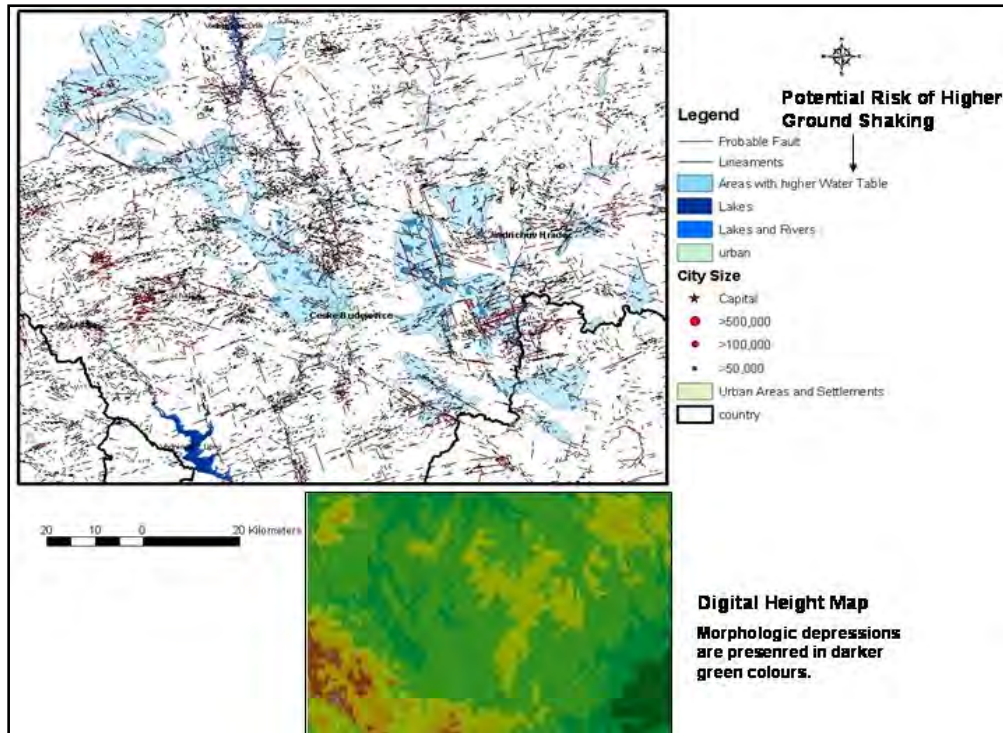 Ceske Budejovice
Jindrichuv Hradec
Potential Risk of Higher
Ground Shaking
Legend
Probable Fault
Lineaments
Areas with higher Water Table
Lakes
Lakes and Rivers
urban
City Size
Capital
>500,000
>100,000
>50,000
Urban Areas and Settlements
country
20 10 0 20 Kilometers
Digital Height Map
Morphologic depressions
are presenred in darker
green colours.